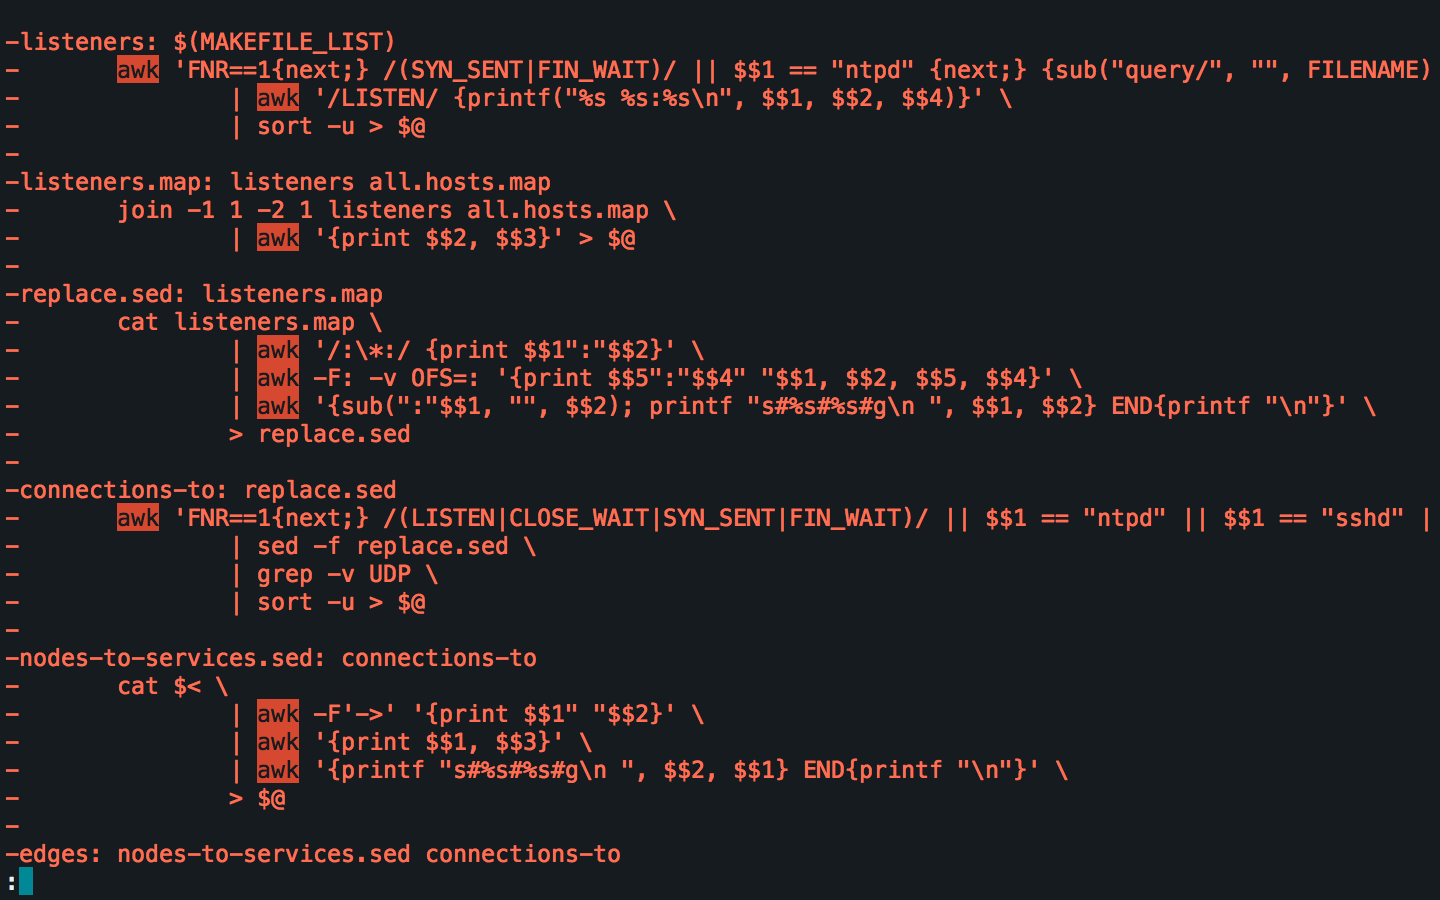 -listeners: $(MAKEFILE_LIST)
-       awk 'FNR==1{next;} /(SYN_SENT|FIN_WAIT)/ || $$1 == "ntpd" {next;} {sub("query/", "", FILENAME)
-               | awk '/LISTEN/ {printf("%s %s:%s\n", $$1, $$2, $$4)}' \
-               | sort -u > $@
-
-listeners.map: listeners all.hosts.map
-       join -1 1 -2 1 listeners all.hosts.map \
-               | awk '{print $$2, $$3}' > $@
-
-replace.sed: listeners.map
-       cat listeners.map \
-               | awk '/:\*:/ {print $$1":"$$2}' \
-               | awk -F: -v OFS=: '{print $$5":"$$4" "$$1, $$2, $$5, $$4}' \
-               | awk '{sub(":"$$1, "", $$2); printf "s#%s#%s#g\n ", $$1, $$2} END{printf "\n"}' \
-               > replace.sed
-
-connections-to: replace.sed
-       awk 'FNR==1{next;} /(LISTEN|CLOSE_WAIT|SYN_SENT|FIN_WAIT)/ || $$1 == "ntpd" || $$1 == "sshd" |
-               | sed -f replace.sed \
-               | grep -v UDP \
-               | sort -u > $@
-
-nodes-to-services.sed: connections-to
-       cat $< \
-               | awk -F'->' '{print $$1" "$$2}' \
-               | awk '{print $$1, $$3}' \
-               | awk '{printf "s#%s#%s#g\n ", $$2, $$1} END{printf "\n"}' \
-               > $@
-
-edges: nodes-to-services.sed connections-to
: